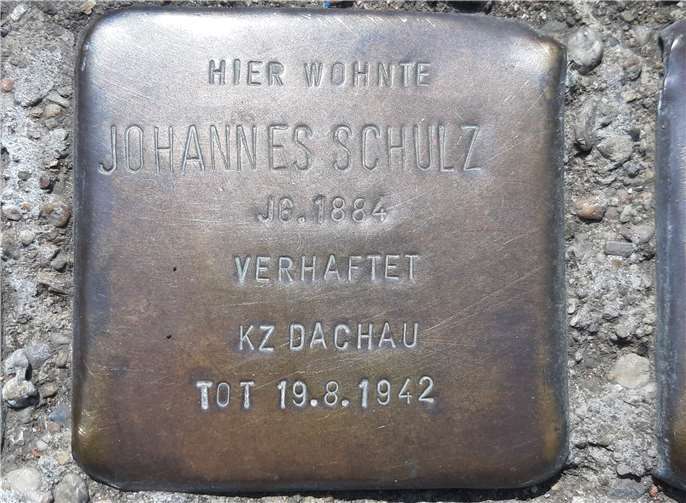 HIER WOHNTE
JOHANNES SCHULZ
JG. 1884
VERHAFTET
KZ DACHAU
TOT 19.8.1942